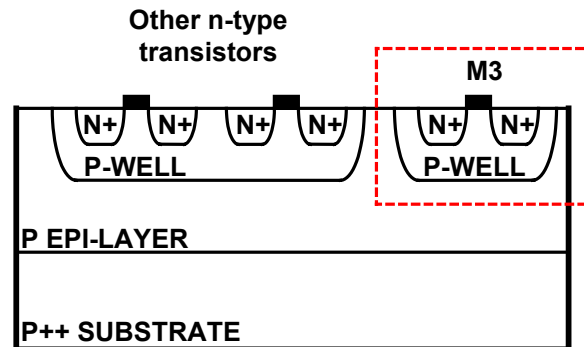 Other n-type
transistors
M3
N+ N+ N+ N+ N+ N+
P-WELL P-WELL
P EPI-LAYER
P++ SUBSTRATE